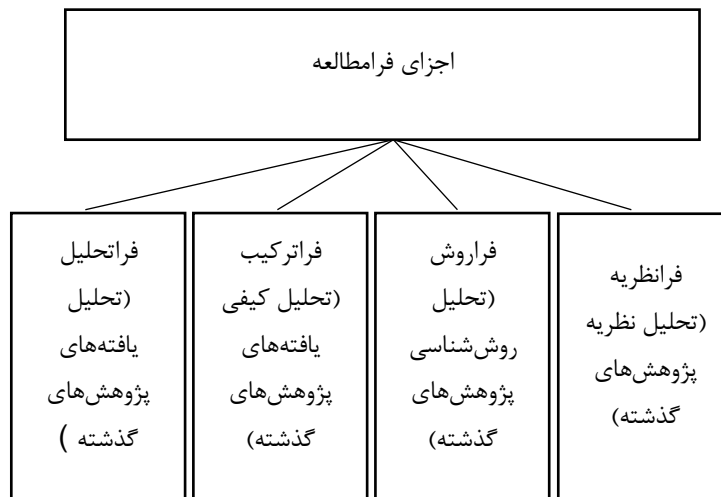 اجزای فرامطالعه
فرانظریه
(تحلیل نظریه
پژوهش‌های
گذشته)
فراروش
(تحلیل
روش‌شناسی
پژوهش‌های
گذشته)
فراترکیب
(تحلیل کیفی
یافته‌های
پژوهش‌های
گذشته)
فراتحلیل
(تحلیل
یافته‌های
پژوهش‌های
گذشته )